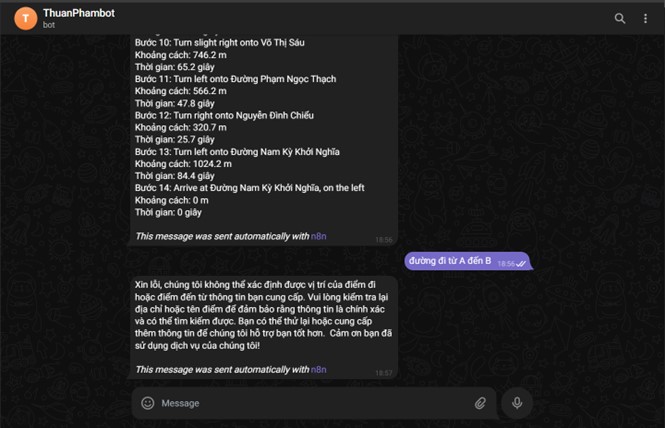 T
ThuanPhambot
bot
Bước 10: Turn slight right onto Võ Thị Sáu
Khoảng cách: 746.2 m
Thời gian: 65.2 giây
Bước 11: Turn left onto Đường Phạm Ngọc Thạch
Khoảng cách: 566.2 m
Thời gian: 47.8 giây
Bước 12: Turn right onto Nguyễn Đình Chiểu
Khoảng cách: 320.7 m
Thời gian: 25.7 giây
Bước 13: Turn left onto Đường Nam Kỳ Khởi Nghĩa
Khoảng cách: 1024.2 m
Thời gian: 84.4 giây
Bước 14: Arrive at Đường Nam Kỳ Khởi Nghĩa, on the left
Khoảng cách: 0 m
Thời gian: 0 giây
This message was sent automatically with n8n
18:56
đường đi từ A đến B 18:56
Xin lỗi, chúng tôi không thể xác định được vị trí của điểm đi
hoặc điểm đến từ thông tin bạn cung cấp. Vui lòng kiểm tra lại
địa chỉ hoặc tên điểm để đảm bảo rằng thông tin là chính xác
và có thể tìm kiếm được. Bạn có thể thử lại hoặc cung cấp
thêm thông tin để chúng tôi hỗ trợ bạn tốt hơn. Cảm ơn bạn đã
sử dụng dịch vụ của chúng tôi!
This message was sent automatically with n8n
18:57
Message